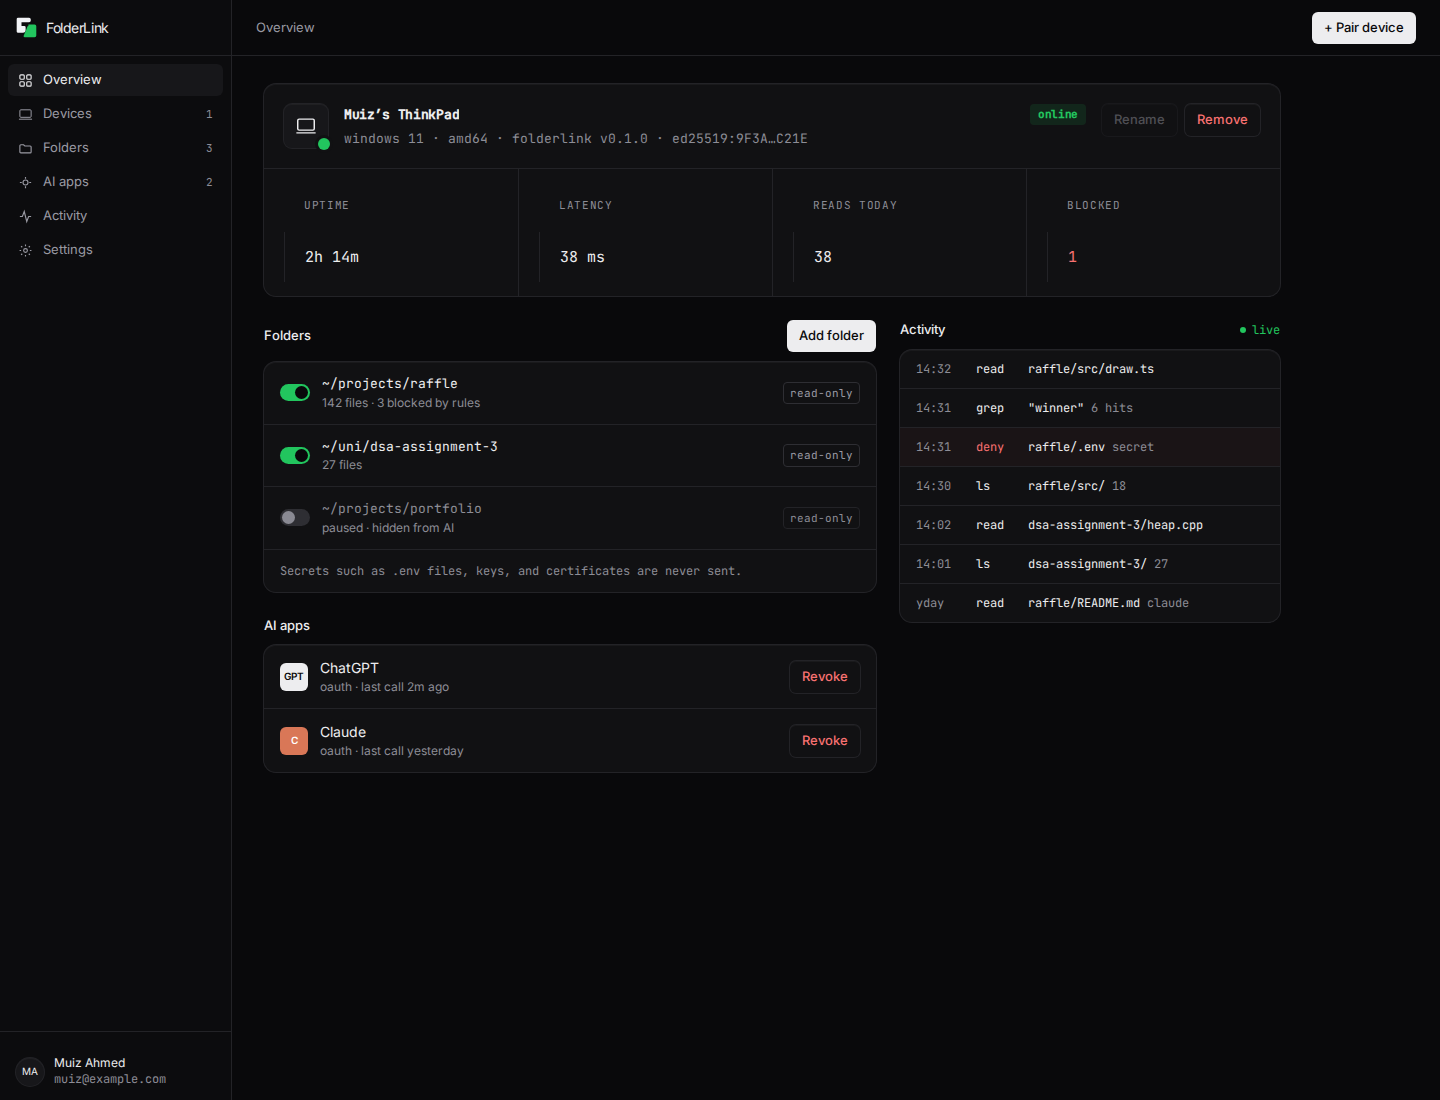 FolderLink
Overview
Devices 1
Folders 3
AI apps 2
Activity
Settings
MA
Muiz Ahmed
muiz@example.com
Overview
+ Pair device
Muiz’s ThinkPad
windows 11 · amd64 · folderlink v0.1.0 · ed25519:9F3A…C21E
online
Rename
Remove
UPTIME
2h 14m
LATENCY
38 ms
READS TODAY
38
BLOCKED
1
Folders
Add folder
~/projects/raffle
142 files · 3 blocked by rules
read-only
~/uni/dsa-assignment-3
27 files
read-only
~/projects/portfolio
paused · hidden from AI
read-only
Secrets such as .env files, keys, and certificates are never sent.
AI apps
GPT
ChatGPT
oauth · last call 2m ago
Revoke
C
Claude
oauth · last call yesterday
Revoke
Activity
live
14:32 read raffle/src/draw.ts
14:31 grep "winner" 6 hits
14:31 deny raffle/.env secret
14:30 ls raffle/src/ 18
14:02 read dsa-assignment-3/heap.cpp
14:01 ls dsa-assignment-3/ 27
yday read raffle/README.md claude